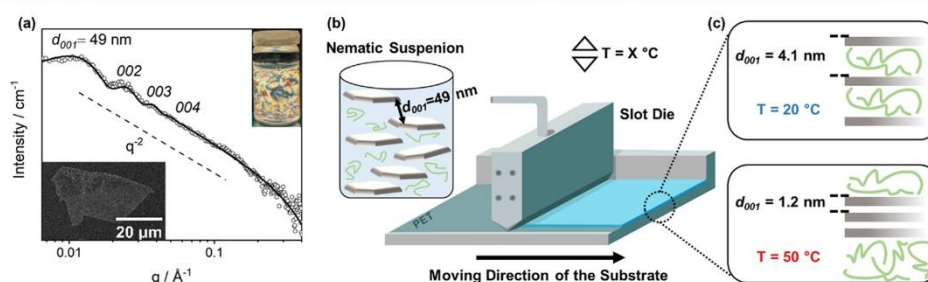 (a)
d001= 49 nm
002
003
004
q-2
20 µm
Intensity / cm-1
0.01
0.1
q / Å-1
(b)
Nematic Suspenion
d001=49 nm
T = X °C
Slot Die
PET
Moving Direction of the Substrate
(c)
d001 = 4.1 nm
T = 20 °C
d001 = 1.2 nm
T = 50 °C